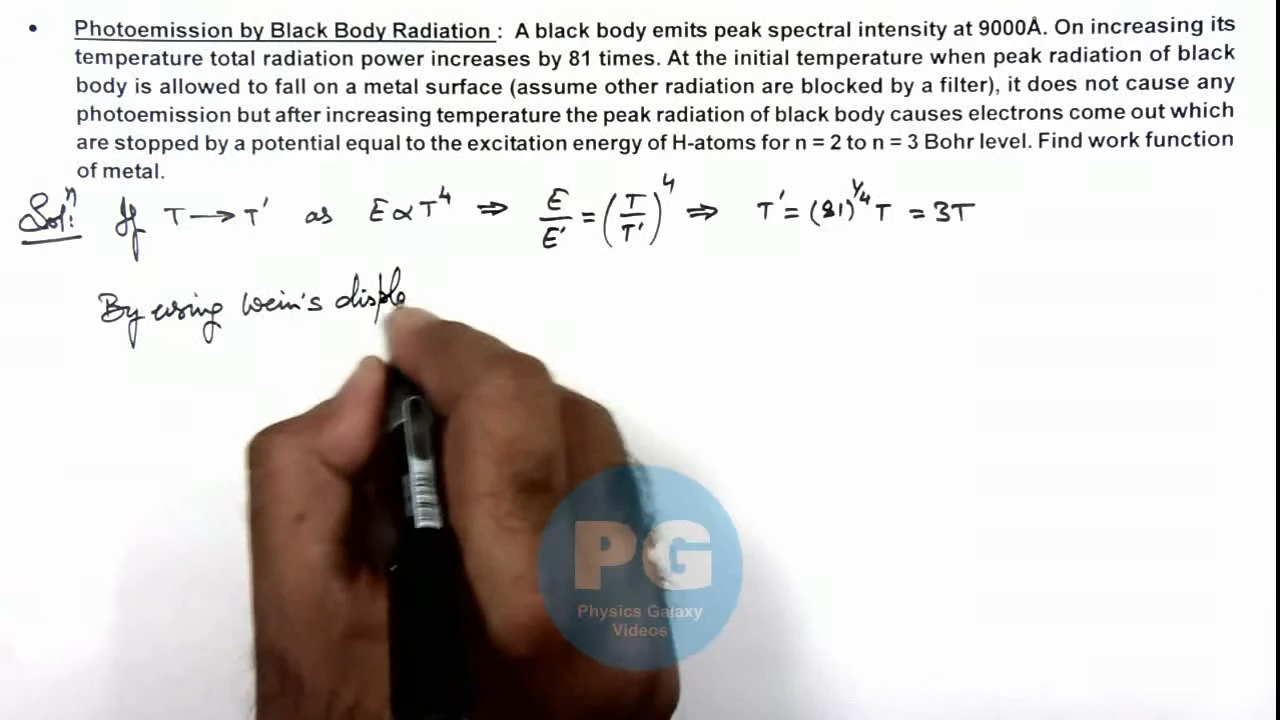 • Photoemission by Black Body Radiation : A black body emits peak spectral intensity at 9000Å. On increasing its
temperature total radiation power increases by 81 times. At the initial temperature when peak radiation of black
body is allowed to fall on a metal surface (assume other radiation are blocked by a filter), it does not cause any
photoemission but after increasing temperature the peak radiation of black body causes electrons come out which
are stopped by a potential equal to the excitation energy of H-atoms for n = 2 to n = 3 Bohr level. Find work function
of metal.
Solⁿ: If T → T' as E ∝ T⁴ ⇒ E/E' = (T/T')⁴ ⇒ T' = (81)^1/4 T = 3T
By using Wein's displa
PG
Physics Galaxy
Videos